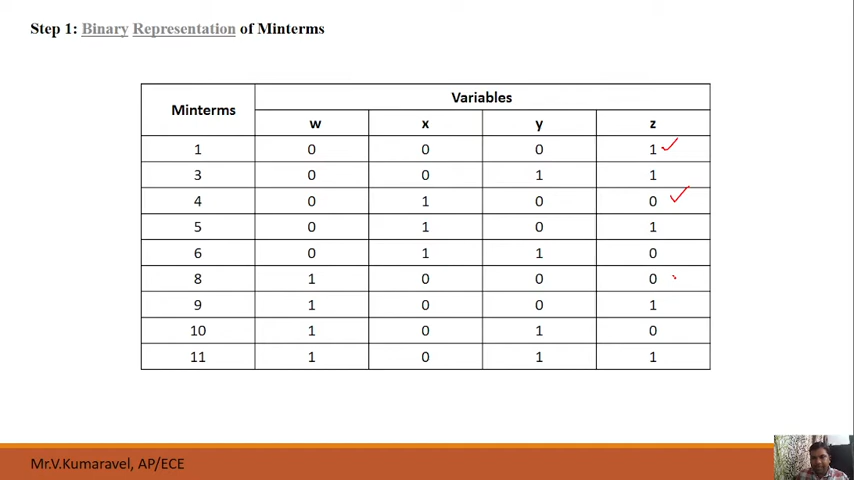 Step 1: Binary Representation of Minterms
Minterms Variables
w x y z
1 0 0 0 1
3 0 0 1 1
4 0 1 0 0
5 0 1 0 1
6 0 1 1 0
8 1 0 0 0
9 1 0 0 1
10 1 0 1 0
11 1 0 1 1
Mr.V.Kumaravel, AP/ECE